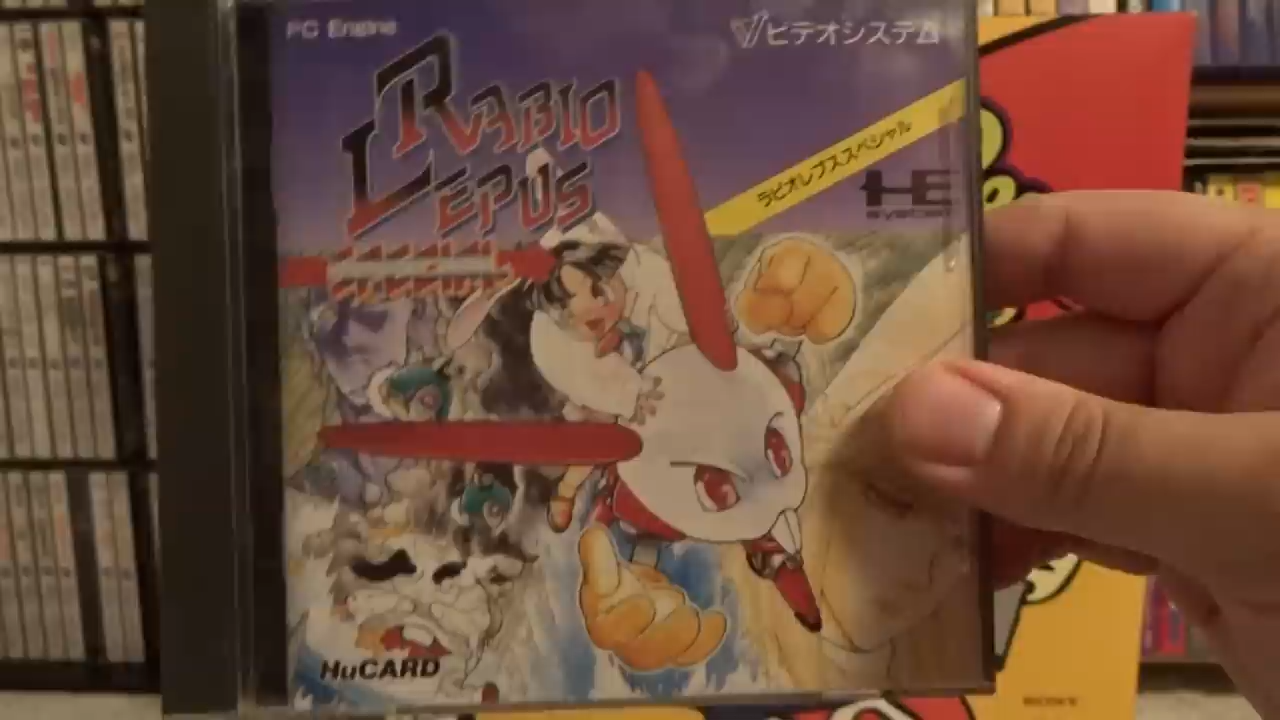 PC Engine
ビデオシステム
RABIO
LEPUS
SPECIAL
ラビオレプススペシャル
HE
system
HuCARD